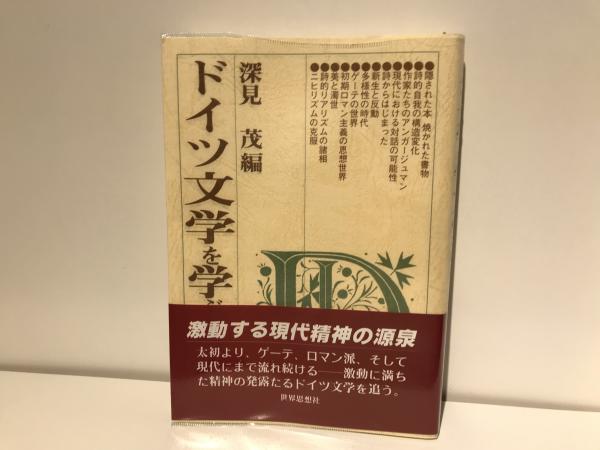 ●隠された本 焼かれた書物
●詩的自我の構造変化
●作家たちのアンガージュマン
●現代における対話の可能性
●詩からはじまった
●新生と反動
●多様性の時代
●ゲーテの世界
●初期ロマン主義の思想世界
●美と濁世
●詩的リアリズムの諸相
●ニヒリズムの克服
深見 茂編
ドイツ文学を学ぶ
激動する現代精神の源泉
太初より、ゲーテ、ロマン派、そして
現代にまで流れ続ける——激動に満ち
た精神の発露たるドイツ文学を追う。
世界思想社